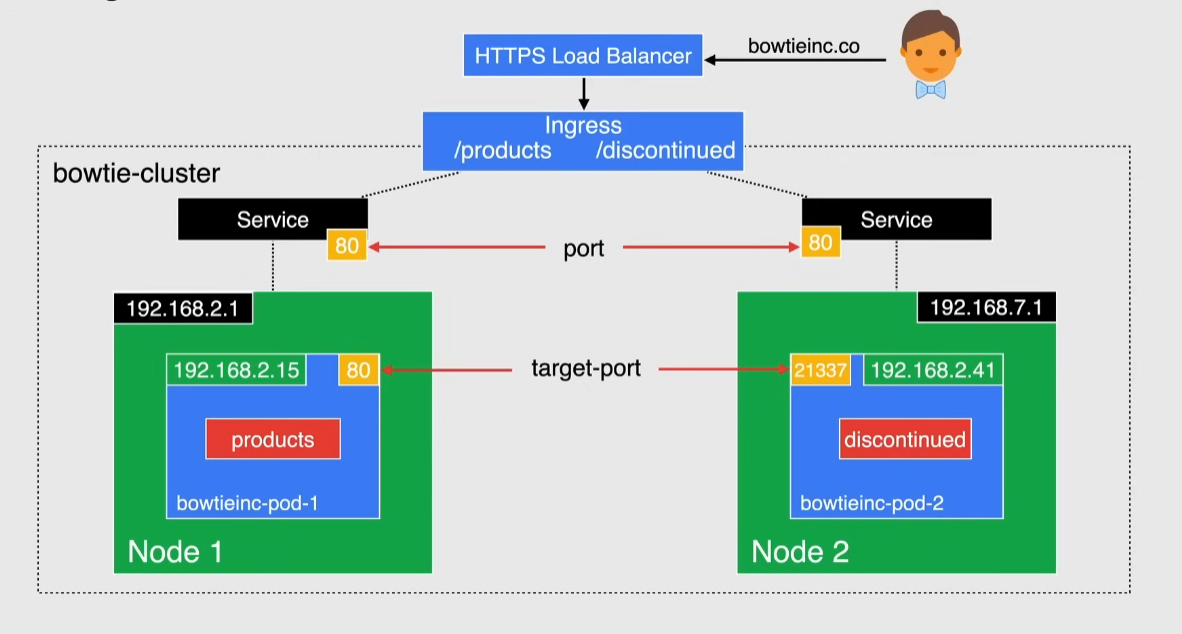 bowtieinc.co
HTTPS Load Balancer
Ingress
/products /discontinued
bowtie-cluster
Service
Service
80
port
80
192.168.2.1
192.168.7.1
192.168.2.15
80
target-port
21337
192.168.2.41
products
discontinued
bowtieinc-pod-1
bowtieinc-pod-2
Node 1
Node 2